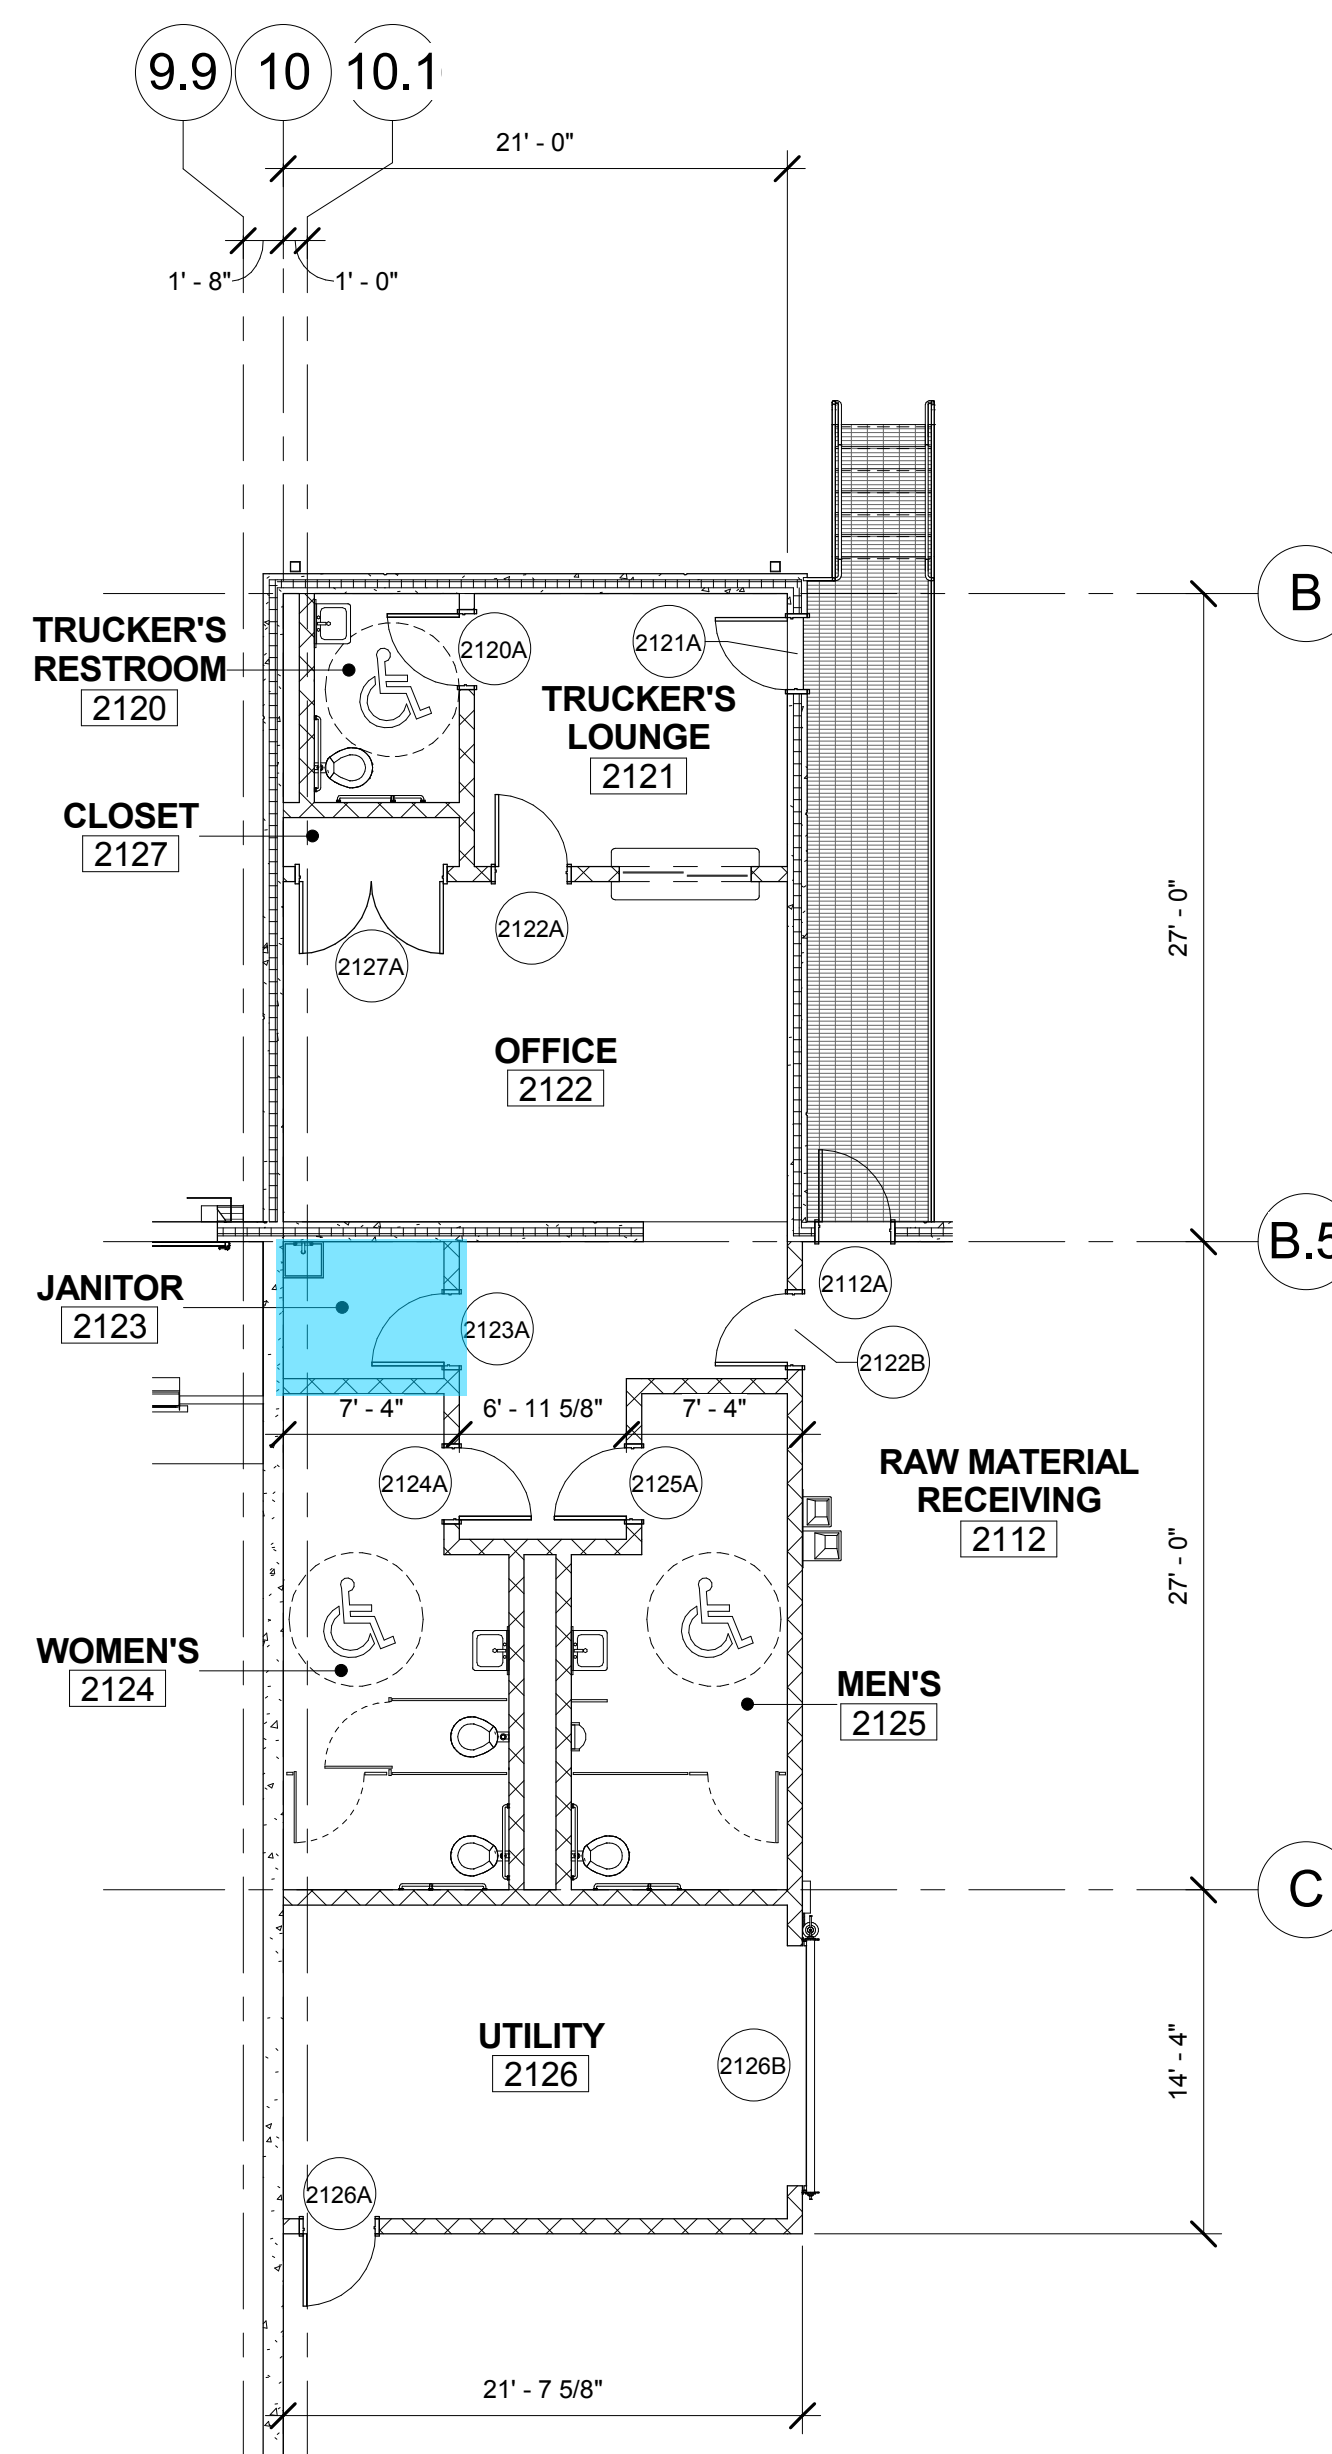 9.9
10
10.1
21' - 0"
1' - 8"
1' - 0"
B
TRUCKER'S
RESTROOM
2120
2120A
2121A
TRUCKER'S
LOUNGE
2121
CLOSET
2127
2122A
2127A
27' - 0"
OFFICE
2122
B.5
JANITOR
2123
2123A
2112A
2122B
7' - 4"
6' - 11 5/8"
7' - 4"
2124A
2125A
RAW MATERIAL
RECEIVING
2112
27' - 0"
WOMEN'S
2124
MEN'S
2125
C
UTILITY
2126
2126B
14' - 4"
2126A
21' - 7 5/8"